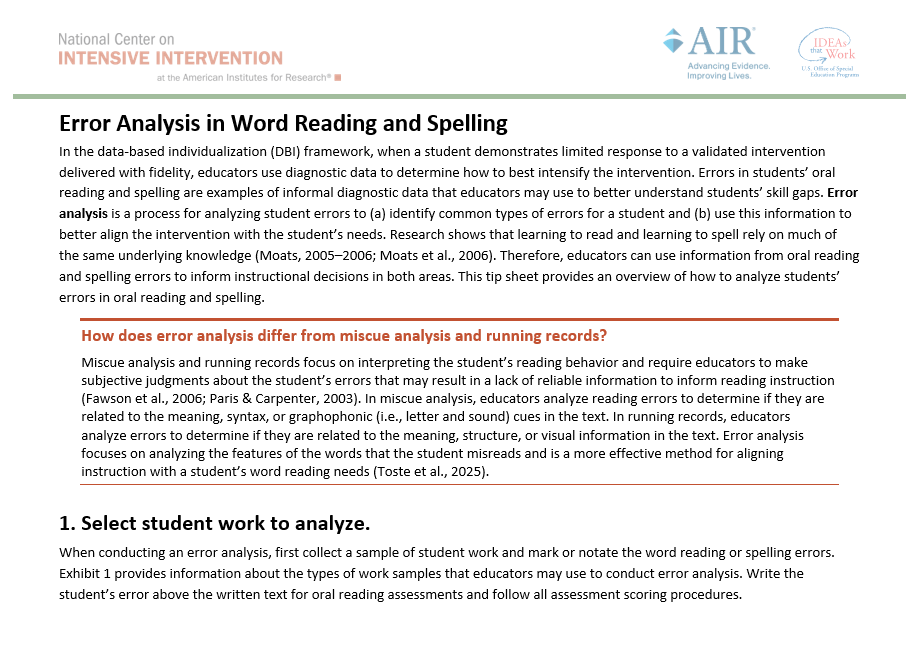 National Center on
INTENSIVE INTERVENTION
at the American Institutes for Research®
AIR®
Advancing Evidence.
Improving Lives.
IDEAs
that
Work
U.S. Office of Special
Education Programs
Error Analysis in Word Reading and Spelling
In the data-based individualization (DBI) framework, when a student demonstrates limited response to a validated intervention
delivered with fidelity, educators use diagnostic data to determine how to best intensify the intervention. Errors in students’ oral
reading and spelling are examples of informal diagnostic data that educators may use to better understand students’ skill gaps. Error
analysis is a process for analyzing student errors to (a) identify common types of errors for a student and (b) use this information to
better align the intervention with the student’s needs. Research shows that learning to read and learning to spell rely on much of
the same underlying knowledge (Moats, 2005–2006; Moats et al., 2006). Therefore, educators can use information from oral reading
and spelling errors to inform instructional decisions in both areas. This tip sheet provides an overview of how to analyze students’
errors in oral reading and spelling.
How does error analysis differ from miscue analysis and running records?
Miscue analysis and running records focus on interpreting the student’s reading behavior and require educators to make
subjective judgments about the student’s errors that may result in a lack of reliable information to inform reading instruction
(Fawson et al., 2006; Paris & Carpenter, 2003). In miscue analysis, educators analyze reading errors to determine if they are
related to the meaning, syntax, or graphophonic (i.e., letter and sound) cues in the text. In running records, educators
analyze errors to determine if they are related to the meaning, structure, or visual information in the text. Error analysis
focuses on analyzing the features of the words that the student misreads and is a more effective method for aligning
instruction with a student’s word reading needs (Toste et al., 2025).
1. Select student work to analyze.
When conducting an error analysis, first collect a sample of student work and mark or notate the word reading or spelling errors.
Exhibit 1 provides information about the types of work samples that educators may use to conduct error analysis. Write the
student’s error above the written text for oral reading assessments and follow all assessment scoring procedures.